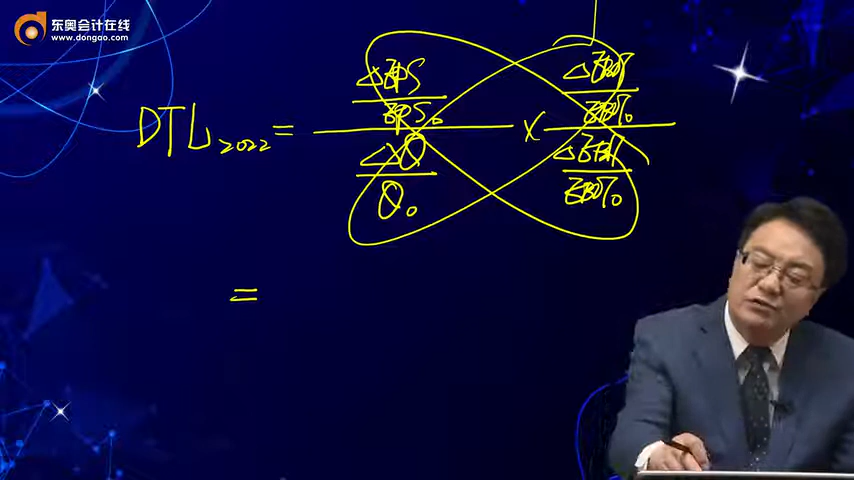 东奥会计在线
www.dongao.com
DTL2022 = ΔEPS / EPS0 / ΔQ / Q0 × ΔEBIT / EBIT0 / ΔEBIT / EBIT0
=